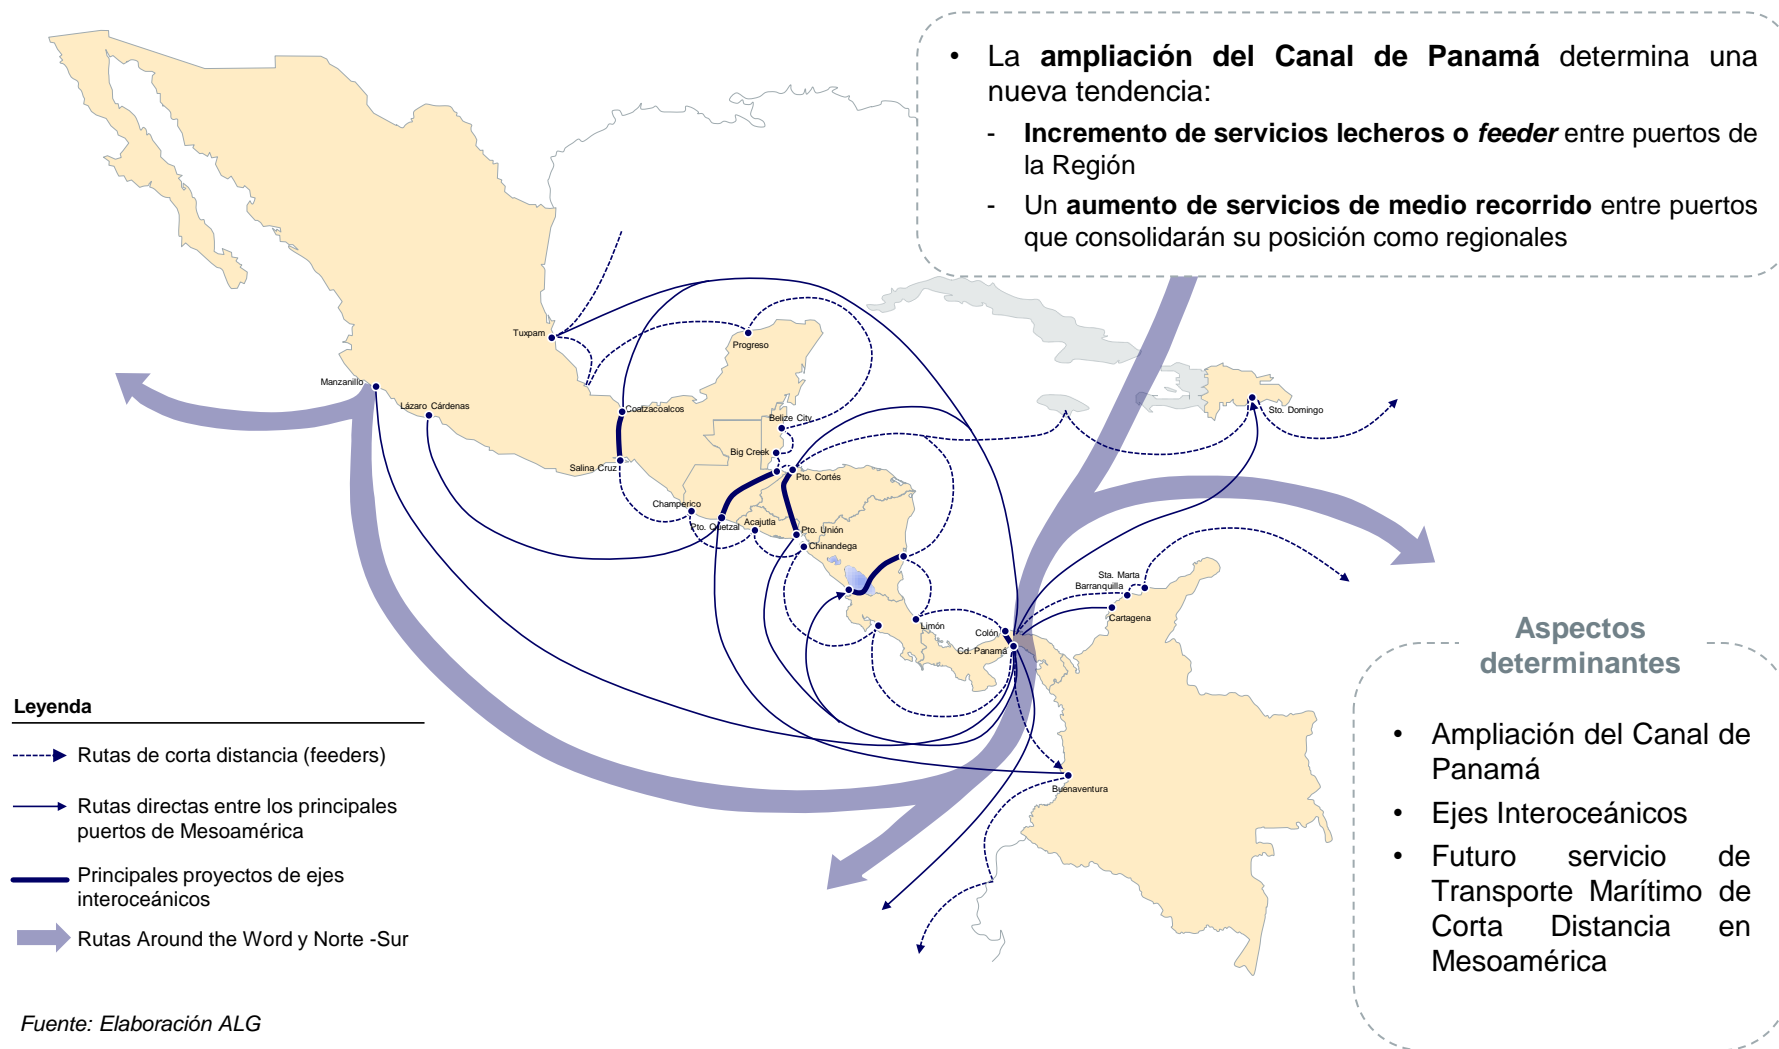 • La ampliación del Canal de Panamá determina una
nueva tendencia:
- Incremento de servicios lecheros o feeder entre puertos de
la Región
- Un aumento de servicios de medio recorrido entre puertos
que consolidarán su posición como regionales
Tuxpam
Progreso
Manzanillo
Lázaro Cárdenas
Coatzacoalcos
Belize City
Sto. Domingo
Big Creek
Salina Cruz
Pto. Cortés
Champerico
Pto. Quetzal
Acajutla
Pto. Unión
Chinandega
Sta. Marta
Barranquilla
Cartagena
Limón
Colón
Cd. Panamá
Buenaventura
Aspectos
determinantes
• Ampliación del Canal de
Panamá
• Ejes Interoceánicos
• Futuro servicio de
Transporte Marítimo de
Corta Distancia en
Mesoamérica
Leyenda
Rutas de corta distancia (feeders)
Rutas directas entre los principales
puertos de Mesoamérica
Principales proyectos de ejes
interoceánicos
Rutas Around the Word y Norte -Sur
Fuente: Elaboración ALG